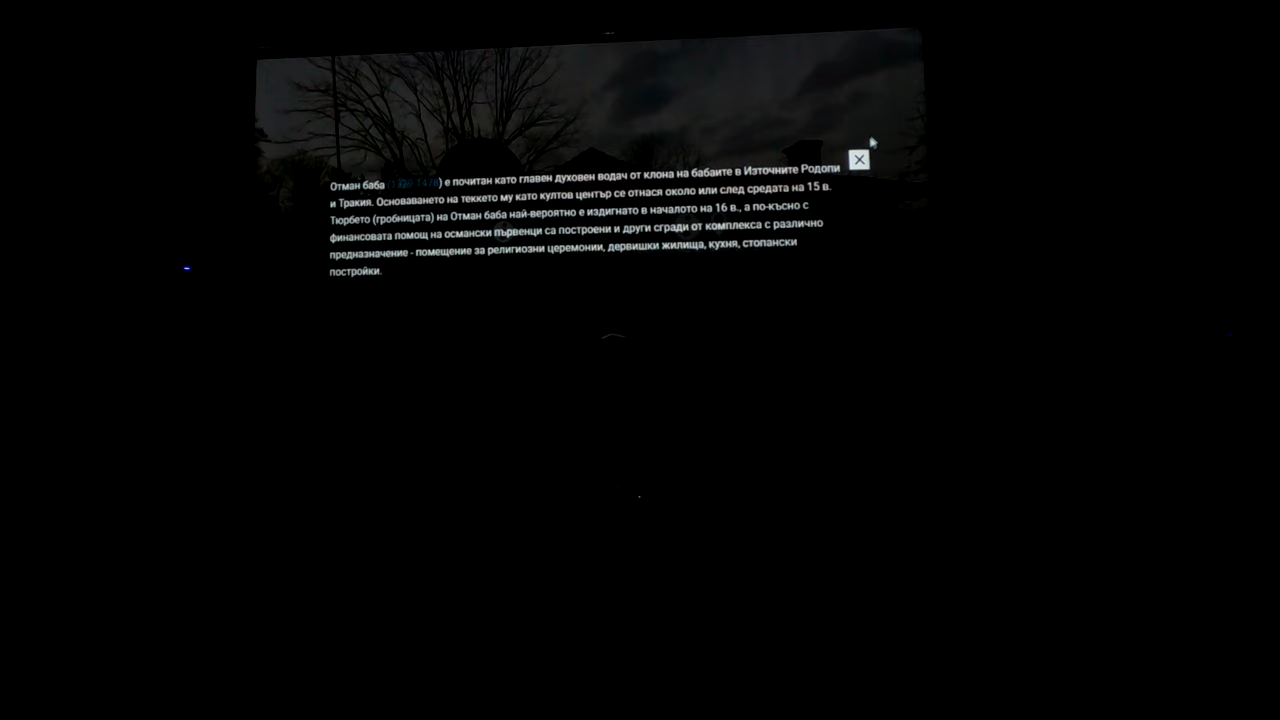 Отман баба ) е почитан като главен духовен водач от клона на бабаите в Източните Родопи
и Тракия. Основаването на теккето му като култов център се отнася около или след средата на 15 в.
Тюрбето (гробницата) на Отман баба най-вероятно е издигнато в началото на 16 в., а по-късно с
финансовата помощ на османски първенци са построени и други сгради от комплекса с различно
предназначение - помещение за религиозни церемонии, дервишки жилища, кухня, стопански
постройки.